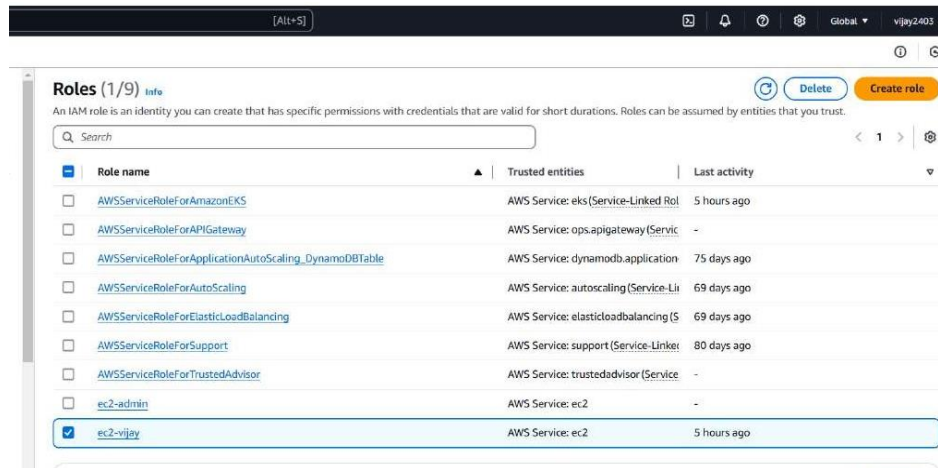 [Alt+S]
Global vijay2403
Roles (1/9) Info
Delete
Create role
An IAM role is an identity you can create that has specific permissions with credentials that are valid for short durations. Roles can be assumed by entities that you trust.
Search
1
Role name Trusted entities Last activity
AWSServiceRoleForAmazonEKS AWS Service: eks (Service-Linked Rol 5 hours ago
AWSServiceRoleForAPIGateway AWS Service: ops.apigateway (Servic -
AWSServiceRoleForApplicationAutoScaling_DynamoDBTable AWS Service: dynamodb.application- 75 days ago
AWSServiceRoleForAutoScaling AWS Service: autoscaling (Service-Li 69 days ago
AWSServiceRoleForElasticLoadBalancing AWS Service: elasticloadbalancing (S 69 days ago
AWSServiceRoleForSupport AWS Service: support (Service-Linke 80 days ago
AWSServiceRoleForTrustedAdvisor AWS Service: trustedadvisor (Service -
ec2-admin AWS Service: ec2 -
ec2-vijay AWS Service: ec2 5 hours ago